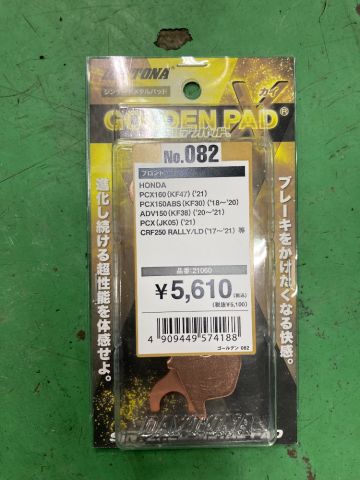 DAYTONA
シンタードメタルパッド
GOLDEN PAD®
カイ
No.082
フロント
HONDA
PCX160 (KF47) ('21)
PCX150ABS (KF30) ('18〜'20)
ADV150 (KF38) ('20〜'21)
PCX (JK05) ('21)
CRF250 RALLY/LD ('17〜'21) 等
品番:21060
¥5,610(税込)
(税抜¥5,100)
4 909449 574188
ゴールデン 082
ブレーキをかけたくなる快感。
進化し続ける超性能を体感せよ。
DAYTONA